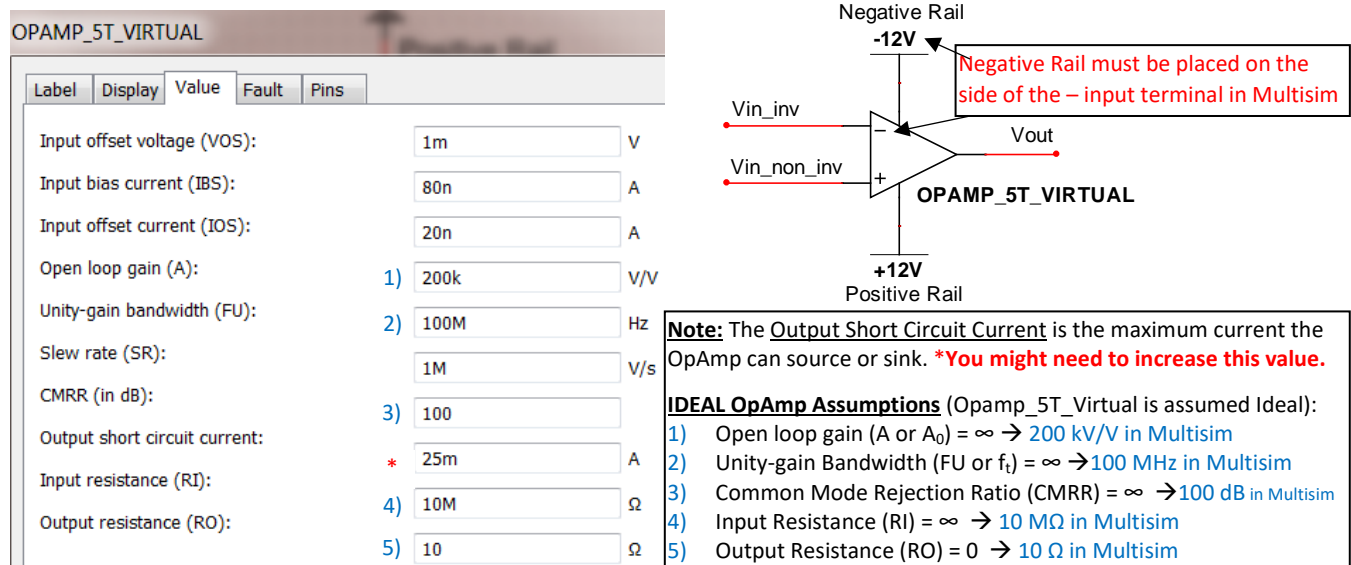 OPAMP_5T_VIRTUAL
Positive Rail
Label Display Value Fault Pins
Input offset voltage (VOS): 1m V
Input bias current (IBS): 80n A
Input offset current (IOS): 20n A
Open loop gain (A): 1) 200k V/V
Unity-gain bandwidth (FU): 2) 100M Hz
Slew rate (SR): 1M V/s
CMRR (in dB): 3) 100
Output short circuit current: * 25m A
Input resistance (RI): 4) 10M Ω
Output resistance (RO): 5) 10 Ω
Negative Rail
-12V
Negative Rail must be placed on the
side of the – input terminal in Multisim
Vin_inv
Vout
Vin_non_inv
−
+
OPAMP_5T_VIRTUAL
+12V
Positive Rail
Note: The Output Short Circuit Current is the maximum current the
OpAmp can source or sink. *You might need to increase this value.
IDEAL OpAmp Assumptions (Opamp_5T_Virtual is assumed Ideal):
1) Open loop gain (A or A₀) = ∞ → 200 kV/V in Multisim
2) Unity-gain Bandwidth (FU or fₜ) = ∞ →100 MHz in Multisim
3) Common Mode Rejection Ratio (CMRR) = ∞ →100 dB in Multisim
4) Input Resistance (RI) = ∞ → 10 MΩ in Multisim
5) Output Resistance (RO) = 0 → 10 Ω in Multisim